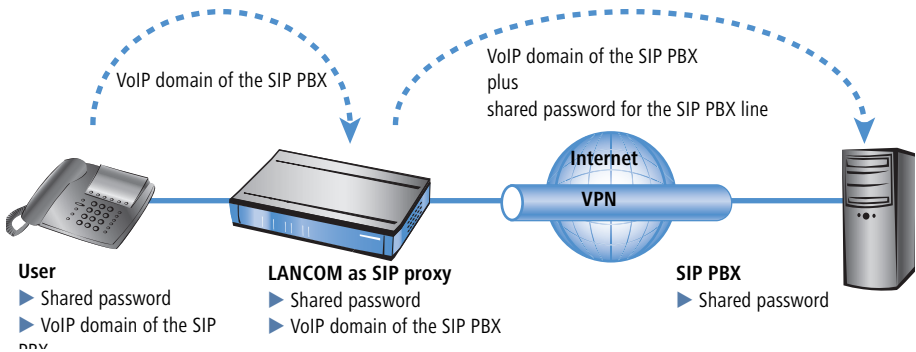 VoIP domain of the SIP PBX
VoIP domain of the SIP PBX
plus
shared password for the SIP PBX line
Internet
VPN
User
▶ Shared password
▶ VoIP domain of the SIP
PBX
LANCOM as SIP proxy
▶ Shared password
▶ VoIP domain of the SIP PBX
SIP PBX
▶ Shared password